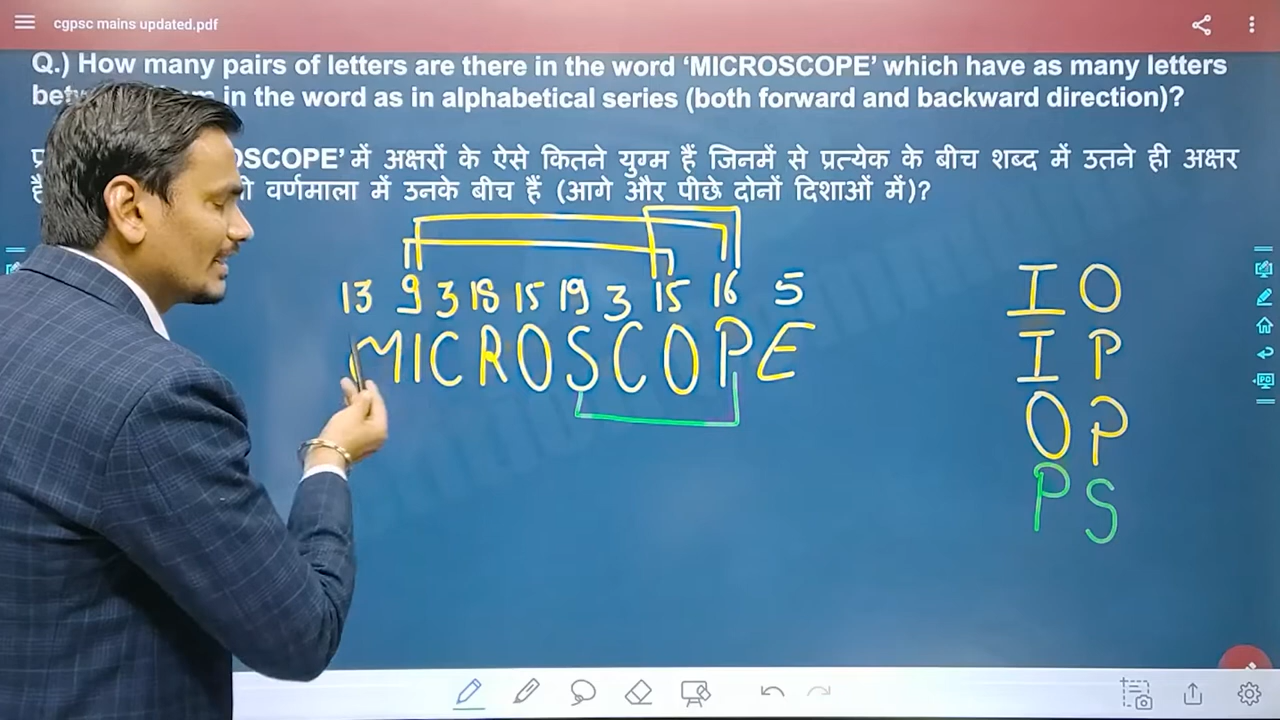 cgpsc mains updated.pdf
Q.) How many pairs of letters are there in the word ‘MICROSCOPE’ which have as many letters
in the word as in alphabetical series (both forward and backward direction)?
OSCOPE’ में अक्षरों के ऐसे कितने युग्म हैं जिनमें से प्रत्येक के बीच शब्द में उतने ही अक्षर
वर्णमाला में उनके बीच हैं (आगे और पीछे दोनों दिशाओं में)?
13 9 3 18 15 19 3 15 16 5
MICROSCOPE
I O
I P
O P
P S